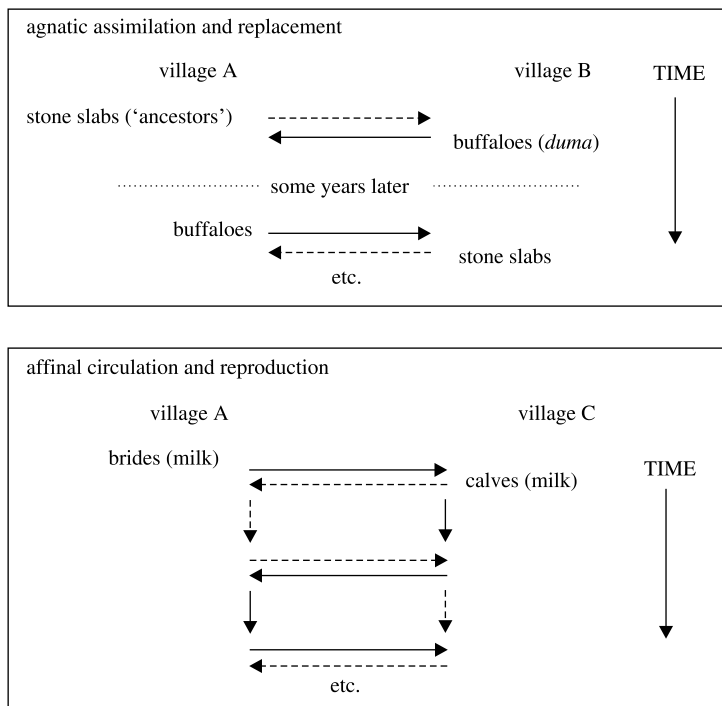 agnatic assimilation and replacement
village A village B TIME
stone slabs (‘ancestors’)
buffaloes (duma)
some years later
buffaloes
stone slabs
etc.
affinal circulation and reproduction
village A village C
brides (milk) TIME
calves (milk)
etc.